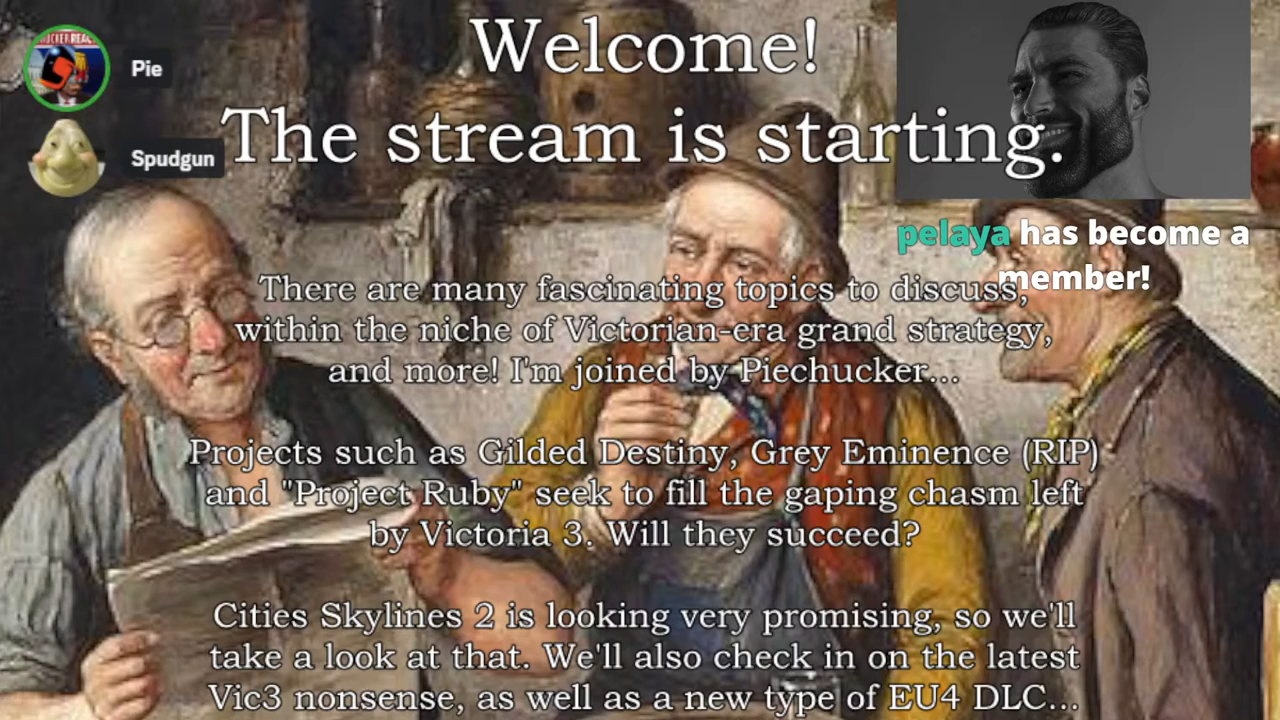 Welcome!
The stream is starting.
Pie
Spudgun
pelaya has become a
member!
There are many fascinating topics to discuss,
within the niche of Victorian-era grand strategy,
and more! I'm joined by Piechucker...
Projects such as Gilded Destiny, Grey Eminence (RIP)
and "Project Ruby" seek to fill the gaping chasm left
by Victoria 3. Will they succeed?
Cities Skylines 2 is looking very promising, so we'll
take a look at that. We'll also check in on the latest
Vic3 nonsense, as well as a new type of EU4 DLC...